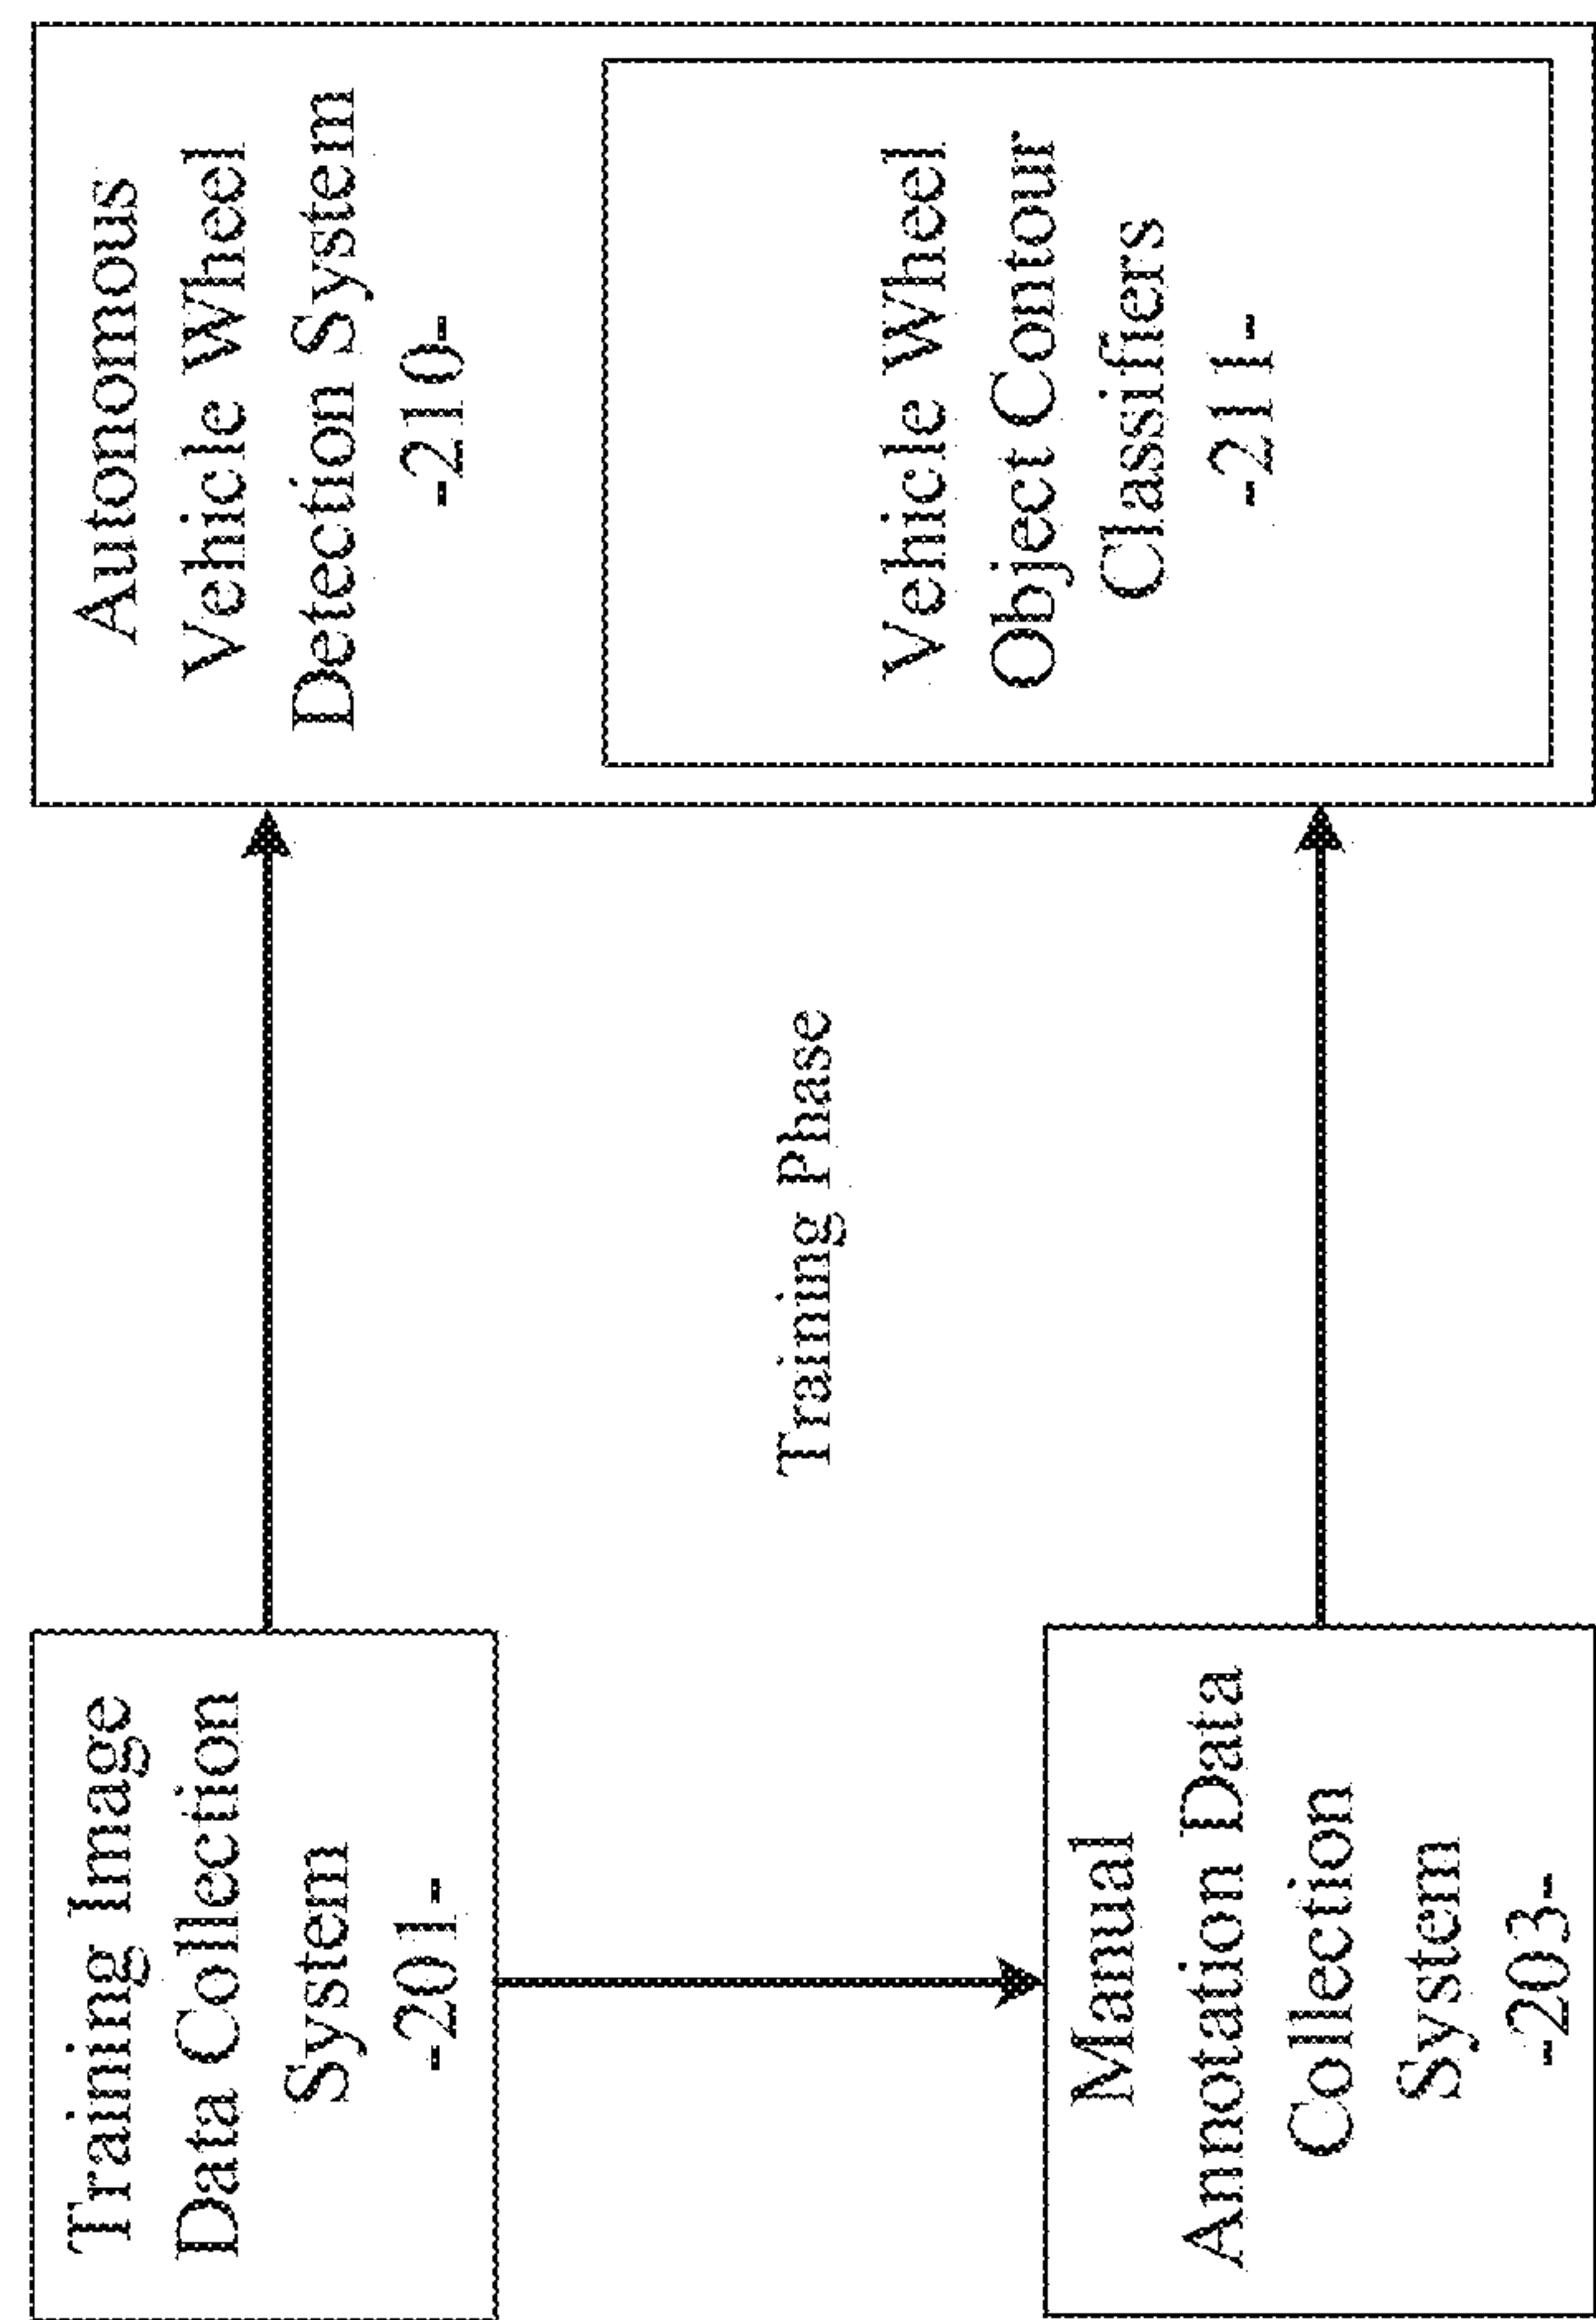 Training Image
Data Collection
System
-201-
Manual
Annotation Data
Collection
System
-203-
Training Phase
Autonomous
Vehicle Wheel
Detection System
-210-
Vehicle Wheel
Object Contour
Classifiers
-211-